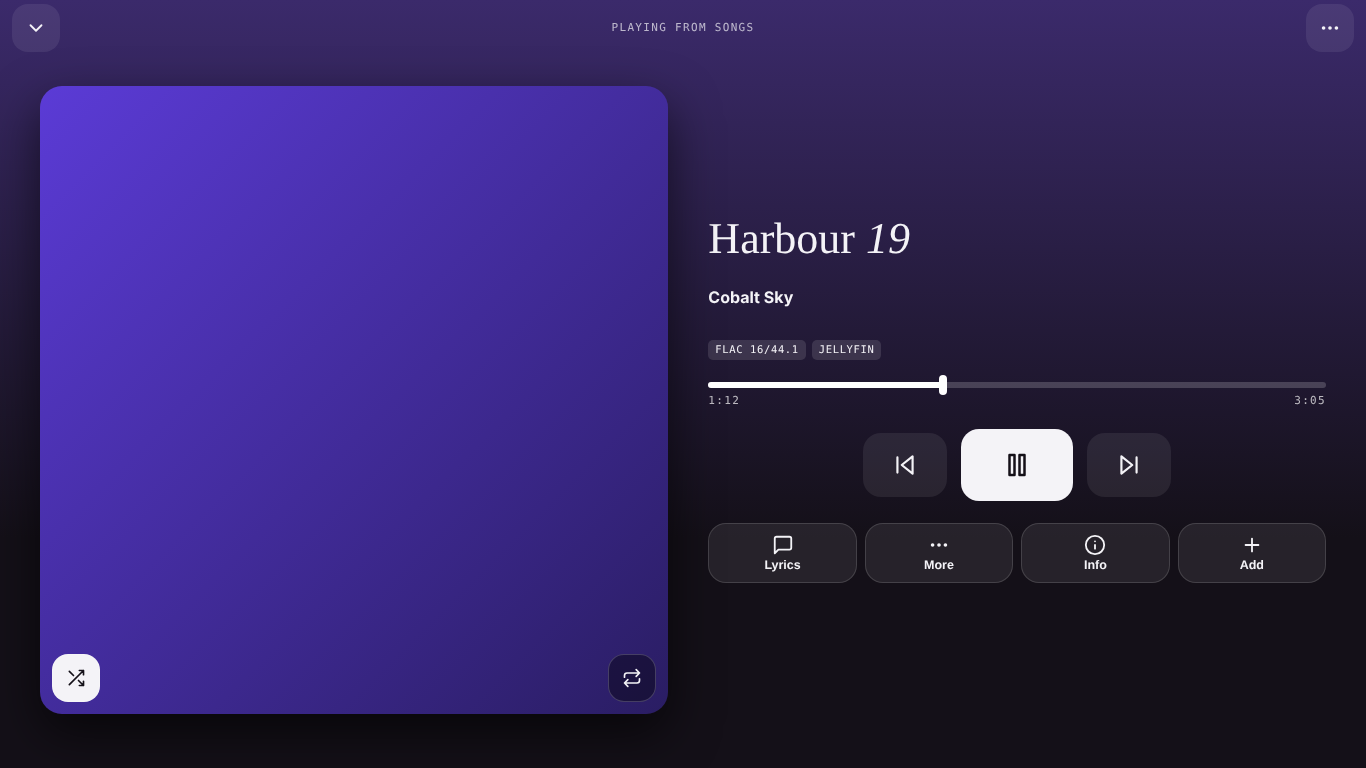 PLAYING FROM SONGS
Harbour 19
Cobalt Sky
FLAC 16/44.1 JELLYFIN
1:12 3:05
Lyrics More Info Add